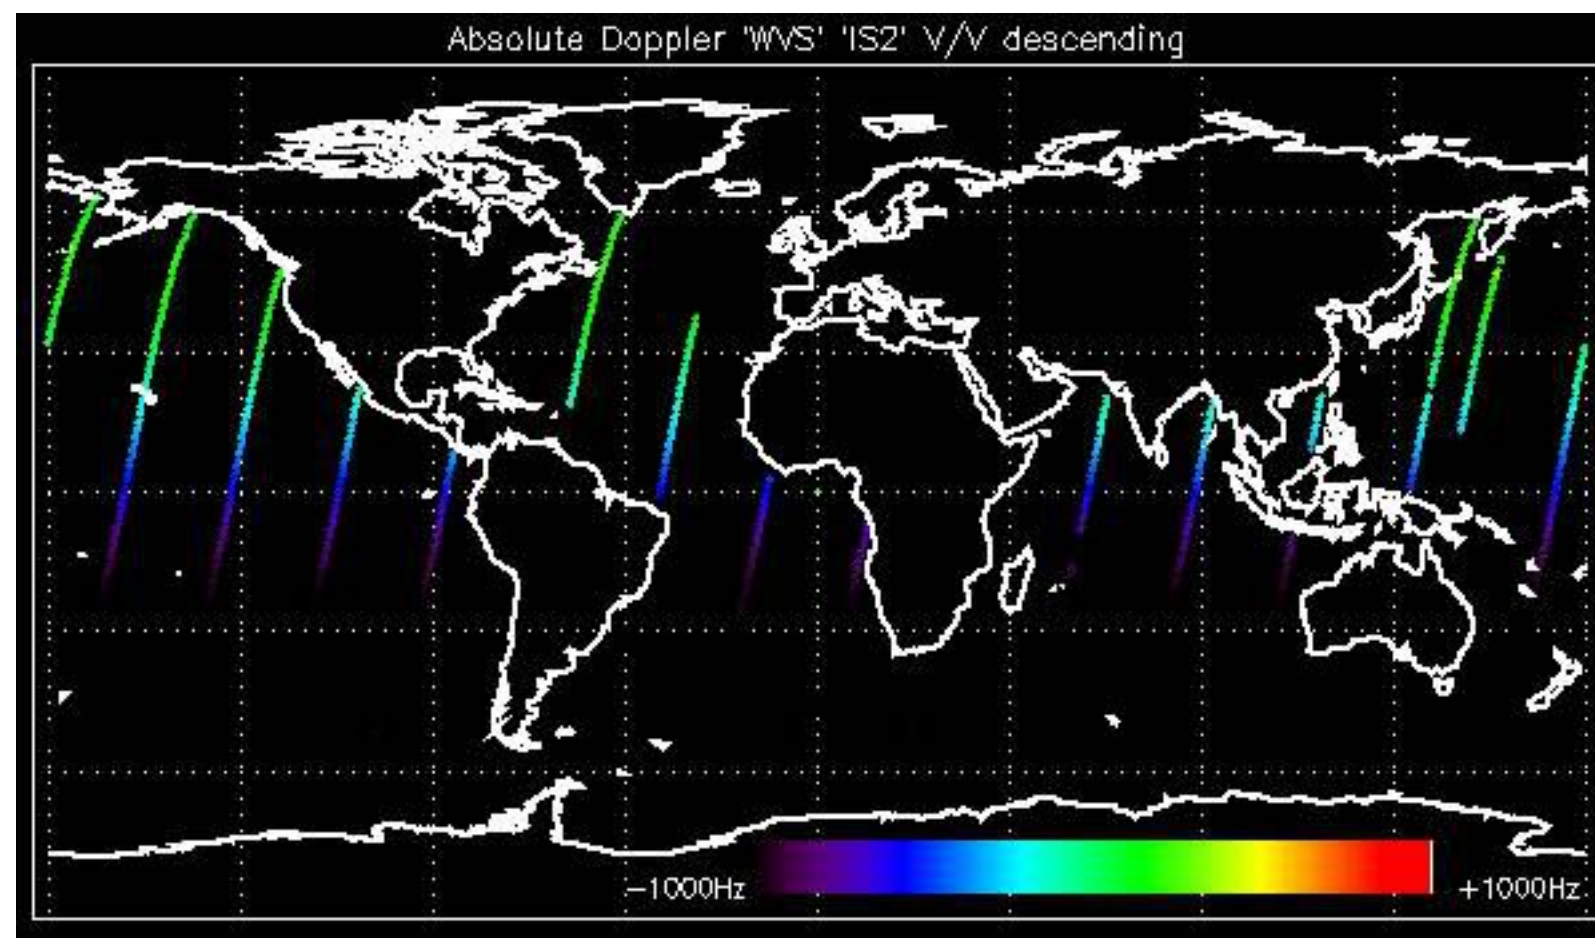 Absolute Doppler 'WVS' 'IS2' V/V descending
−1000Hz
+1000Hz